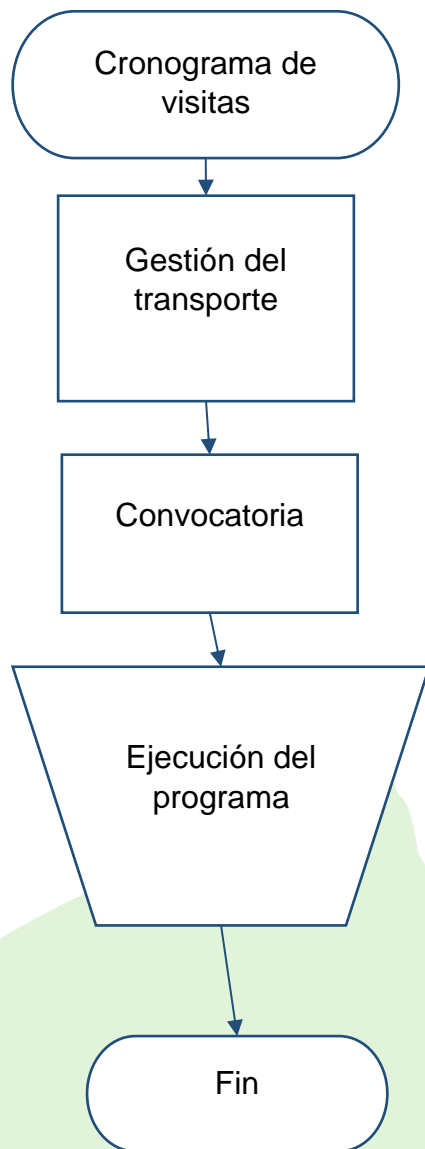 Cronograma de
visitas
Gestión del
transporte
Convocatoria
Ejecución del
programa
Fin